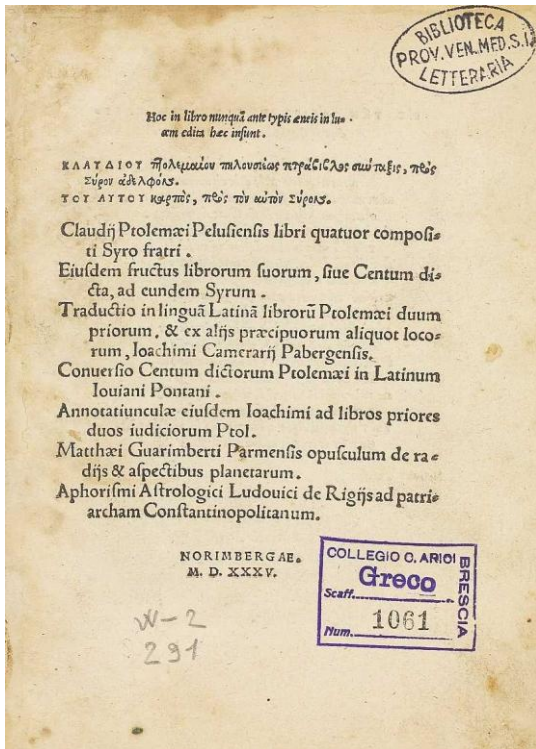 BIBLIOTECA
PROV. VEN. MED. S.I.
LETTERARIA
Hoc in libro nunquã ante typis æneis in lu⸗
cem edita hæc insunt.
ΚΛΑΥΔΙΟΥ Πτολεμαίου πηλουσιέως τετράβιβλος σύνταξις, πρὸς
Σύρον ἀδελφόν.
ΤΟΥ ΑΥΤΟΥ καρπὸς, πρὸς τὸν αὐτὸν Σύρον.
Claudij Ptolemæi Pelusiensis libri quatuor composi⸗
ti Syro fratri.
Eiusdem fructus librorum suorum, siue Centum di⸗
cta, ad eundem Syrum.
Traductio in linguã Latinã librorũ Ptolemæi duum
priorum, & ex alijs præcipuorum aliquot loco⸗
rum, Ioachimi Camerarij Pabergensis.
Conuersio Centum dictorum Ptolemæi in Latinum
Iouiani Pontani.
Annotatiunculæ eiusdem Ioachimi ad libros priores
duos iudiciorum Ptol.
Matthæi Guarimberti Parmensis opusculum de ra⸗
dijs & aspectibus planetarum.
Aphorismi Astrologici Ludouici de Rigijs ad patri⸗
archam Constantinopolitanum.
NORIMBERGAE.
M. D. XXXV.
COLLEGIO C. ARICI
BRESCIA
Greco
Scaff.
1061
Num.
W-2
291